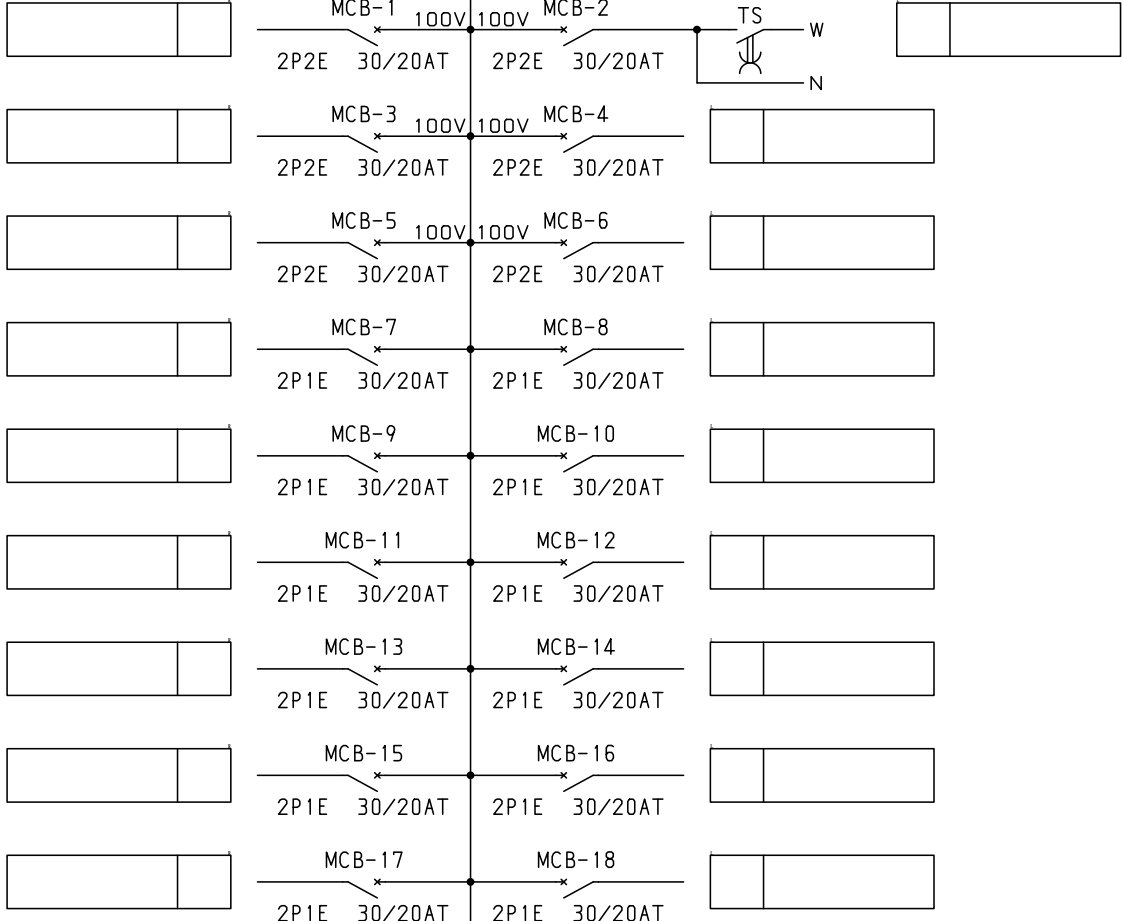 MCB-1 100V 100V MCB-2 TS W
2P2E 30/20AT 2P2E 30/20AT
N
MCB-3 100V 100V MCB-4
2P2E 30/20AT 2P2E 30/20AT
MCB-5 100V 100V MCB-6
2P2E 30/20AT 2P2E 30/20AT
MCB-7 MCB-8
2P1E 30/20AT 2P1E 30/20AT
MCB-9 MCB-10
2P1E 30/20AT 2P1E 30/20AT
MCB-11 MCB-12
2P1E 30/20AT 2P1E 30/20AT
MCB-13 MCB-14
2P1E 30/20AT 2P1E 30/20AT
MCB-15 MCB-16
2P1E 30/20AT 2P1E 30/20AT
MCB-17 MCB-18
2P1E 30/20AT 2P1E 30/20AT